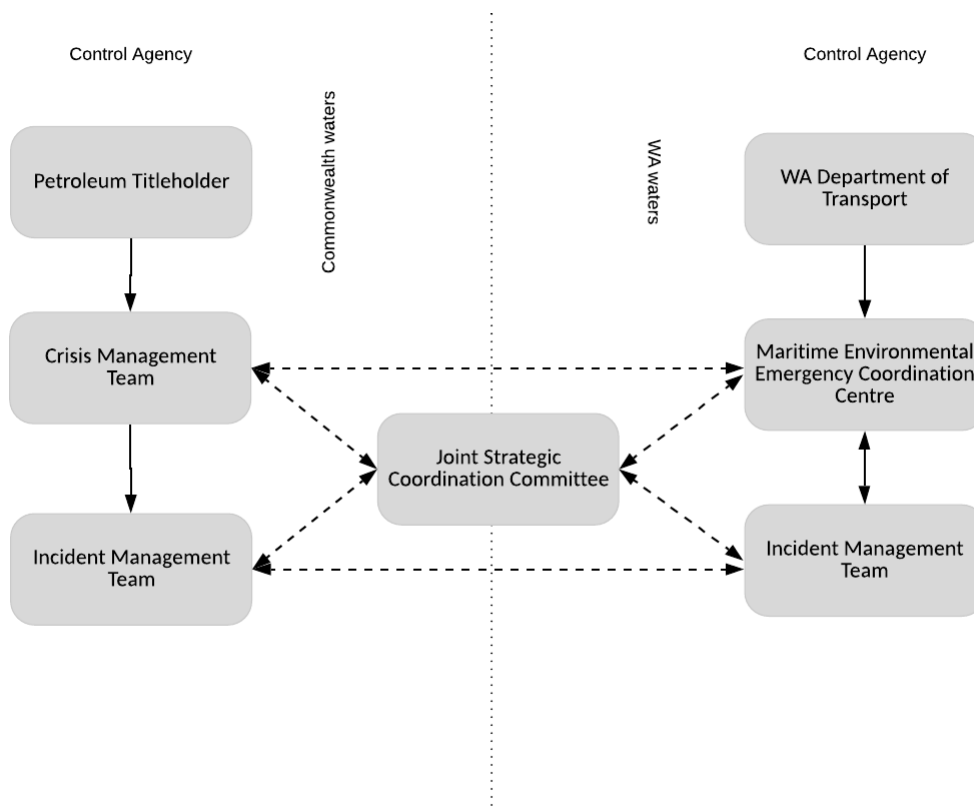 Control Agency
Control Agency
Commonwealth waters
WA waters
Petroleum Titleholder
WA Department of
Transport
Crisis Management
Team
Maritime Environmental
Emergency Coordination
Centre
Joint Strategic
Coordination Committee
Incident Management
Team
Incident Management
Team